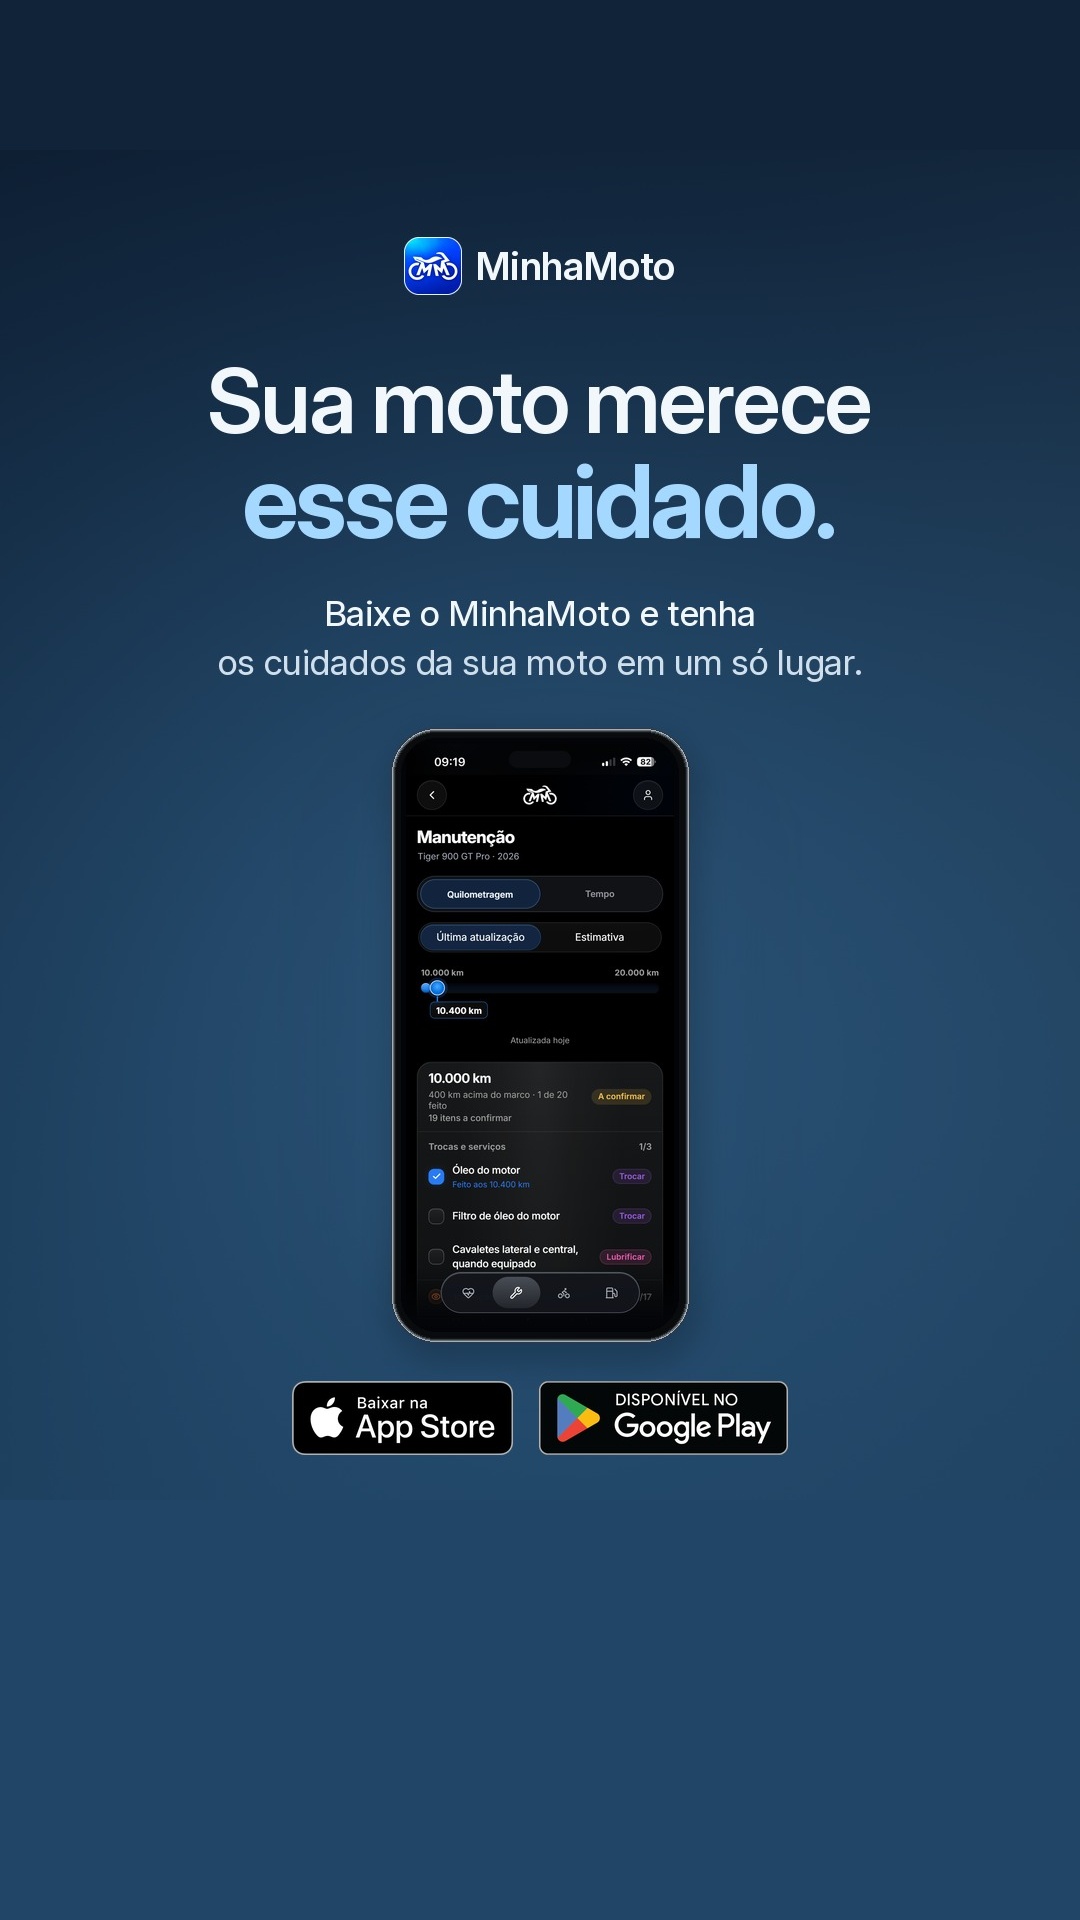 MinhaMoto
Sua moto merece
esse cuidado.
Baixe o MinhaMoto e tenha
os cuidados da sua moto em um só lugar.
09:19
82
MM
Manutenção
Tiger 900 GT Pro · 2026
Quilometragem
Tempo
Última atualização
Estimativa
10.000 km
20.000 km
10.400 km
Atualizada hoje
10.000 km
400 km acima do marco · 1 de 20
feito
19 itens a confirmar
A confirmar
Trocas e serviços
1/3
Óleo do motor
Feito aos 10.400 km
Trocar
Filtro de óleo do motor
Trocar
Cavaletes lateral e central,
quando equipado
Lubrificar
/17
Baixar na
App Store
DISPONÍVEL NO
Google Play